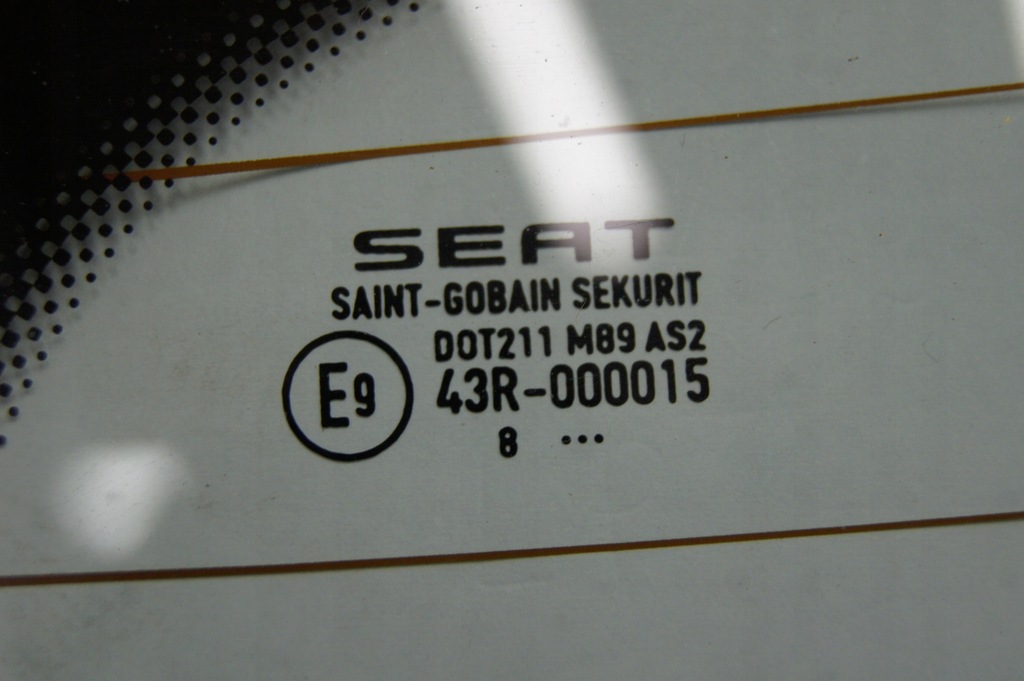 SEAT
SAINT-GOBAIN SEKURIT
DOT211 M89 AS2
E9 43R-000015
8 ...